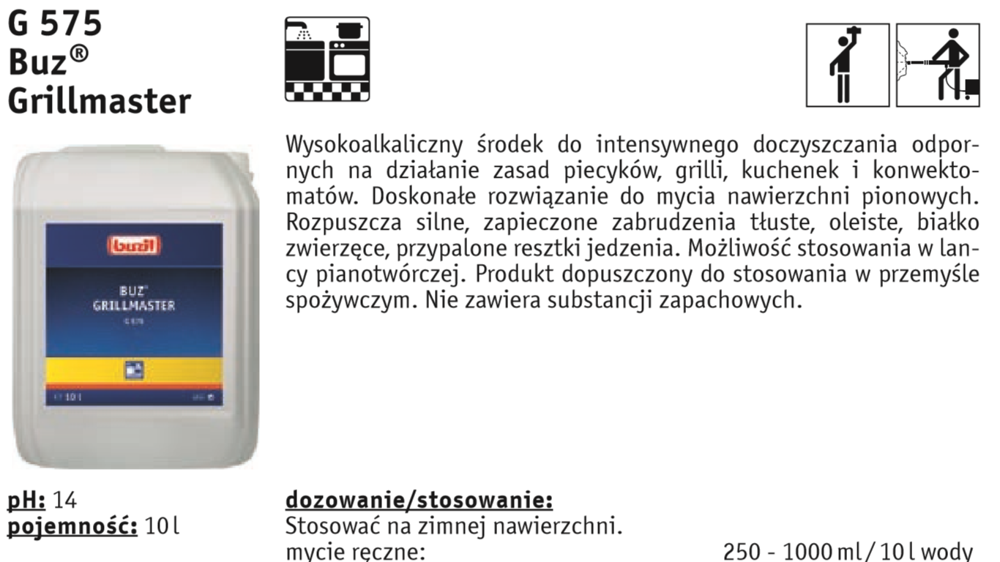 G 575
Buz®
Grillmaster
Wysokoalkaliczny środek do intensywnego doczyszczania odpor-
nych na działanie zasad piecyków, grilli, kuchenek i konwekto-
matów. Doskonałe rozwiązanie do mycia nawierzchni pionowych.
Rozpuszcza silne, zapieczone zabrudzenia tłuste, oleiste, białko
zwierzęce, przypalone resztki jedzenia. Możliwość stosowania w lan-
cy pianotwórczej. Produkt dopuszczony do stosowania w przemyśle
spożywczym. Nie zawiera substancji zapachowych.
buzil
BUZ®
GRILLMASTER
10 l
pH: 14
pojemność: 10 l
dozowanie/stosowanie:
Stosować na zimnej nawierzchni.
mycie ręczne: 250 - 1000 ml / 10 l wody